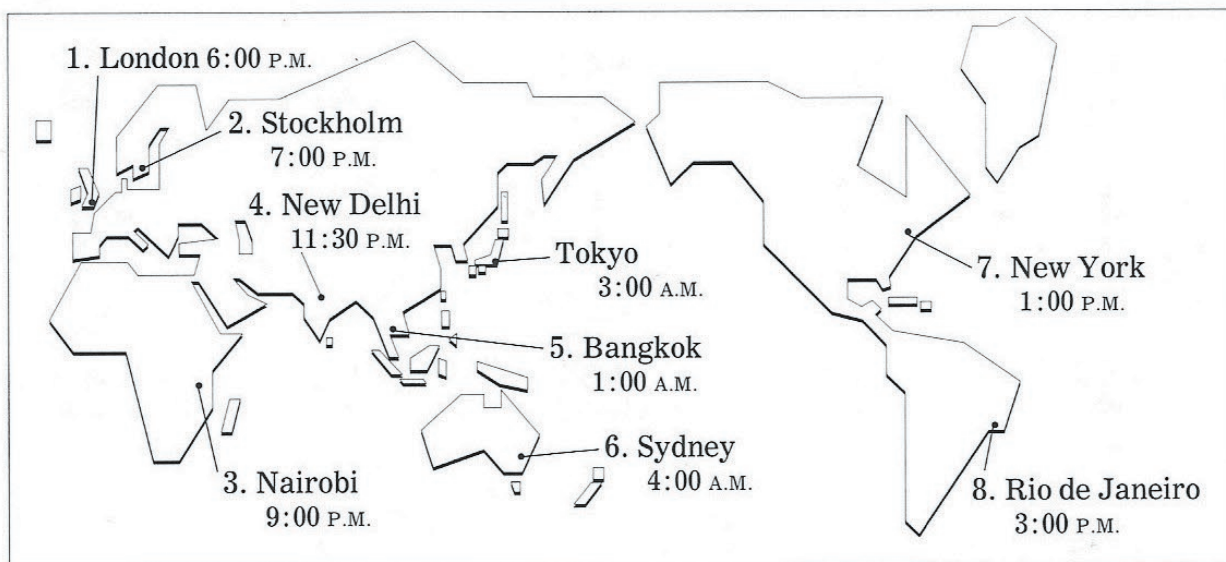 1. London 6:00 P.M.
2. Stockholm
7:00 P.M.
4. New Delhi
11:30 P.M.
Tokyo
3:00 A.M.
7. New York
1:00 P.M.
5. Bangkok
1:00 A.M.
6. Sydney
4:00 A.M.
3. Nairobi
9:00 P.M.
8. Rio de Janeiro
3:00 P.M.